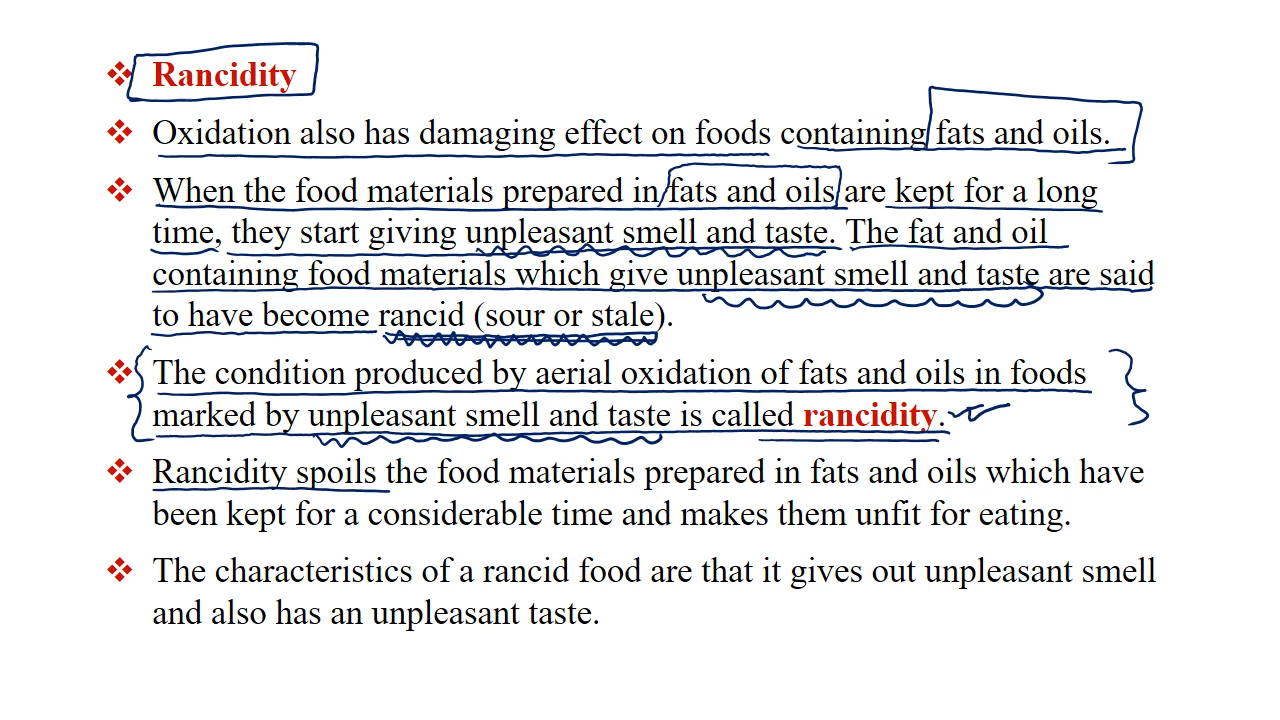 Rancidity
Oxidation also has damaging effect on foods containing fats and oils.
When the food materials prepared in fats and oils are kept for a long
time, they start giving unpleasant smell and taste. The fat and oil
containing food materials which give unpleasant smell and taste are said
to have become rancid (sour or stale).
The condition produced by aerial oxidation of fats and oils in foods
marked by unpleasant smell and taste is called rancidity.
Rancidity spoils the food materials prepared in fats and oils which have
been kept for a considerable time and makes them unfit for eating.
The characteristics of a rancid food are that it gives out unpleasant smell
and also has an unpleasant taste.